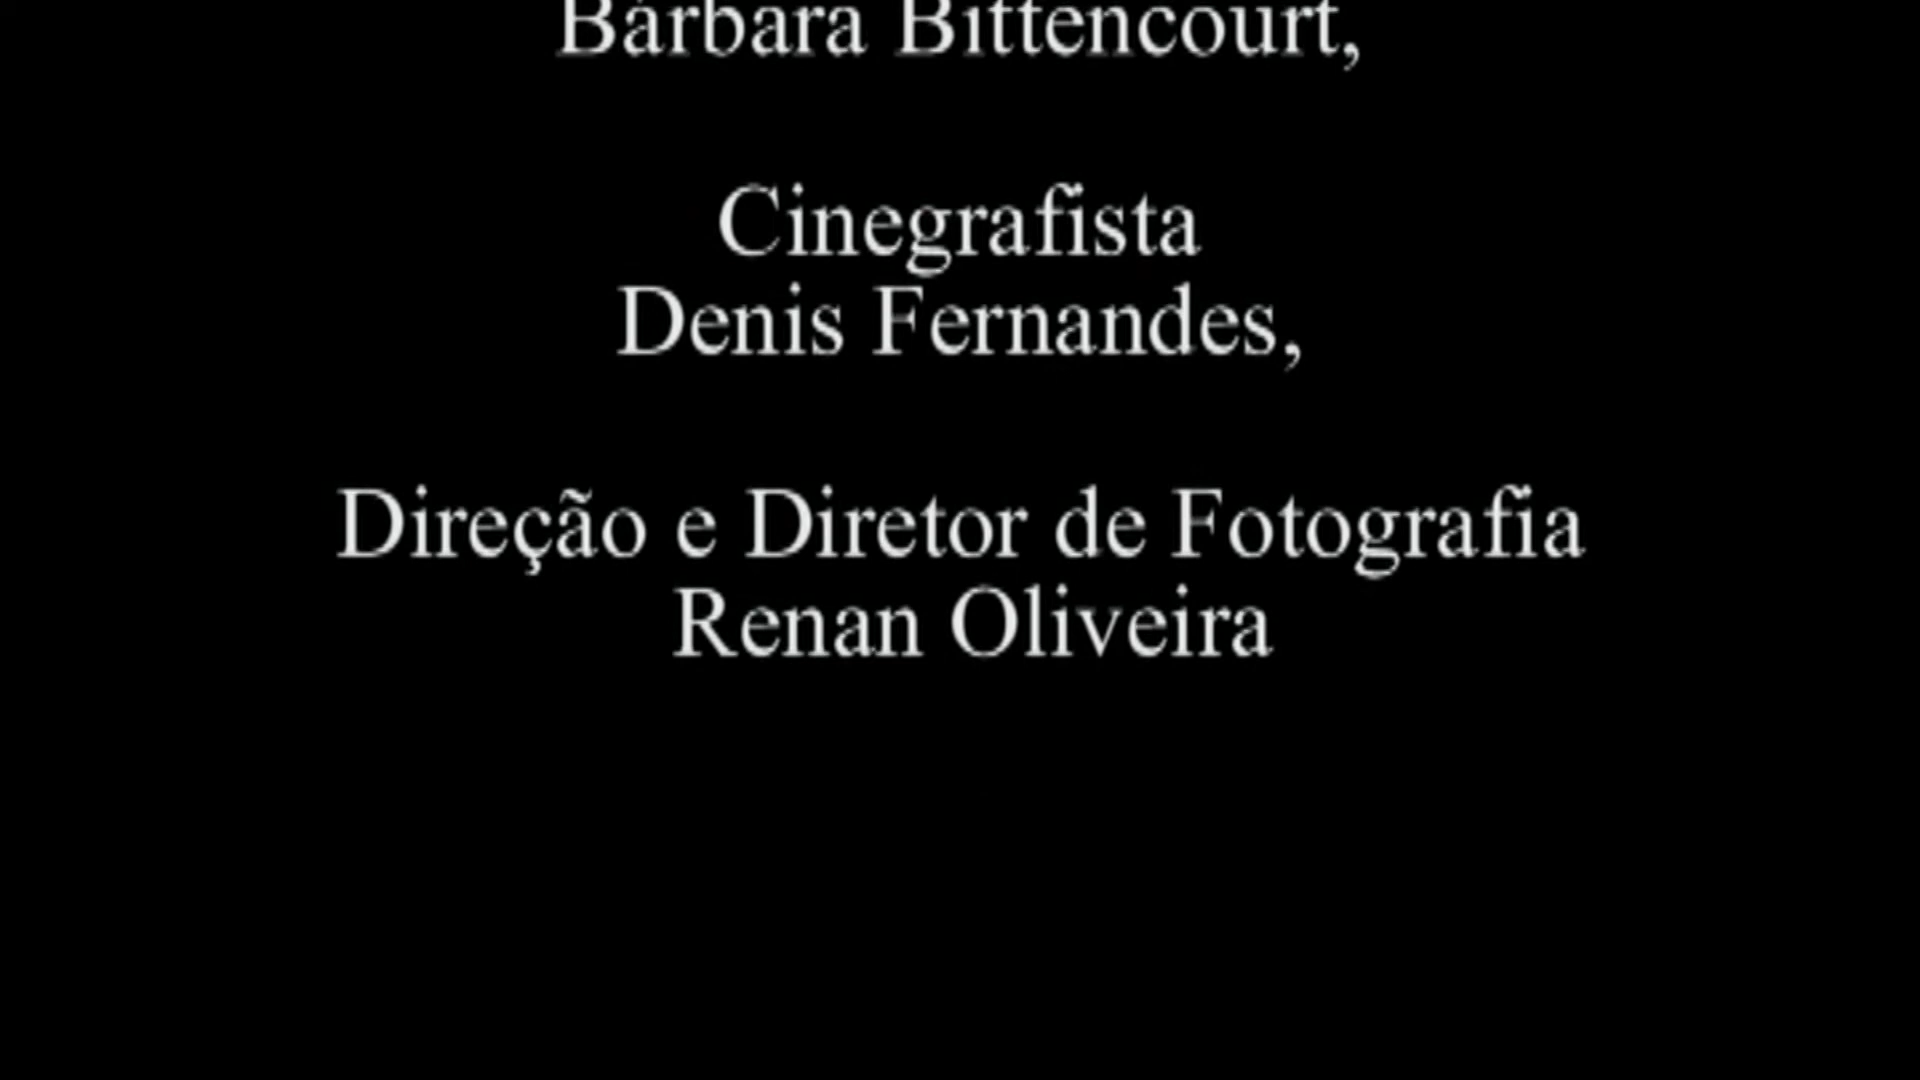 Bárbara Bittencourt,
Cinegrafista
Denis Fernandes,
Direção e Diretor de Fotografia
Renan Oliveira